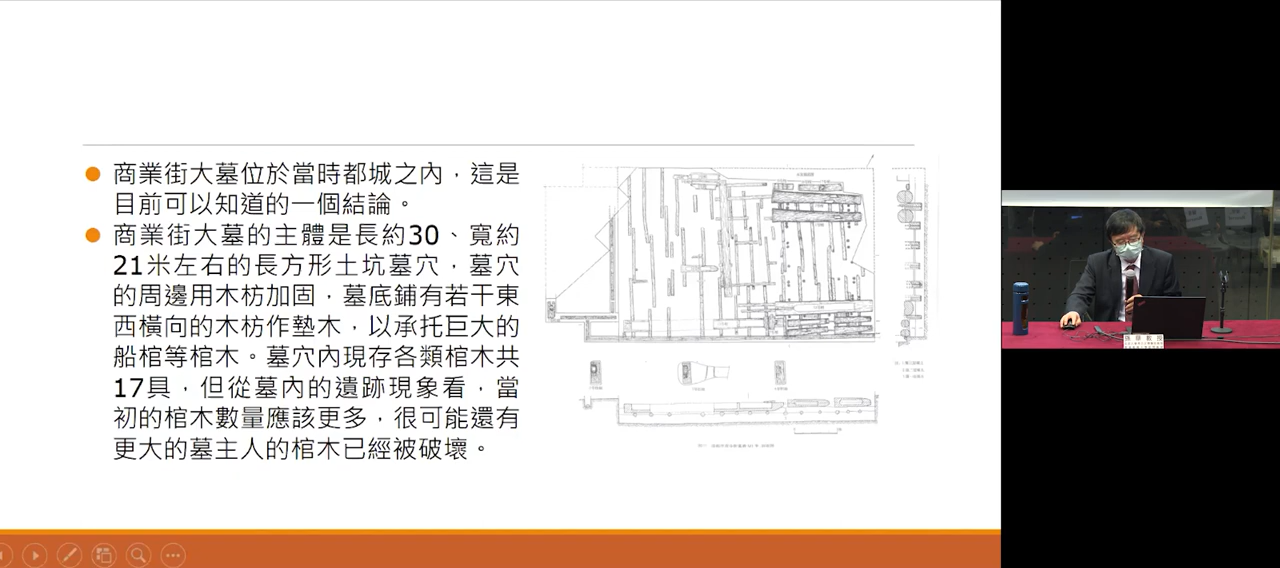 商業街大墓位於當時都城之內，這是
目前可以知道的一個結論。
商業街大墓的主體是長約30、寬約
21米左右的長方形土坑墓穴，墓穴
的周邊用木枋加固，墓底鋪有若干東
西橫向的木枋作墊木，以承托巨大的
船棺等棺木。墓穴內現存各類棺木共
17具，但從墓內的遺跡現象看，當
初的棺木數量應該更多，很可能還有
更大的墓主人的棺木已經被破壞。